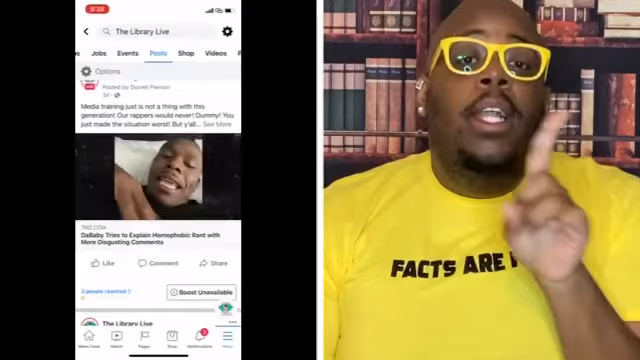 The Library Live
Jobs Events Posts Shop Videos
Options
Posted by Durrell Pierson
Media training just is not a thing with this
generation! Our rappers would never! Dummy! You
just made the situation worst! But y'all... See More
TMZ.COM
DaBaby Tries to Explain Homophobic Rant with
More Disgusting Comments
Like Comment Share
Boost Unavailable
The Library Live
FACTS ARE